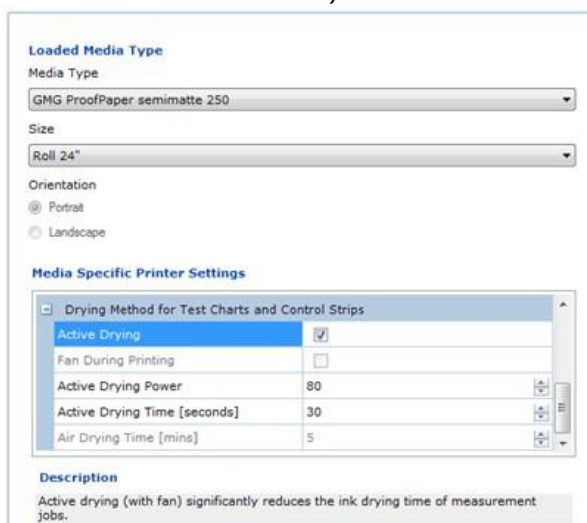 )
Loaded Media Type
Media Type
GMG ProofPaper semimatte 250
Size
Roll 24"
Orientation
Portrait
Landscape
Media Specific Printer Settings
Drying Method for Test Charts and Control Strips
Active Drying
Fan During Printing
Active Drying Power 80
Active Drying Time [seconds] 30
Air Drying Time [mins] 5
Description
Active drying (with fan) significantly reduces the ink drying time of measurement
jobs.